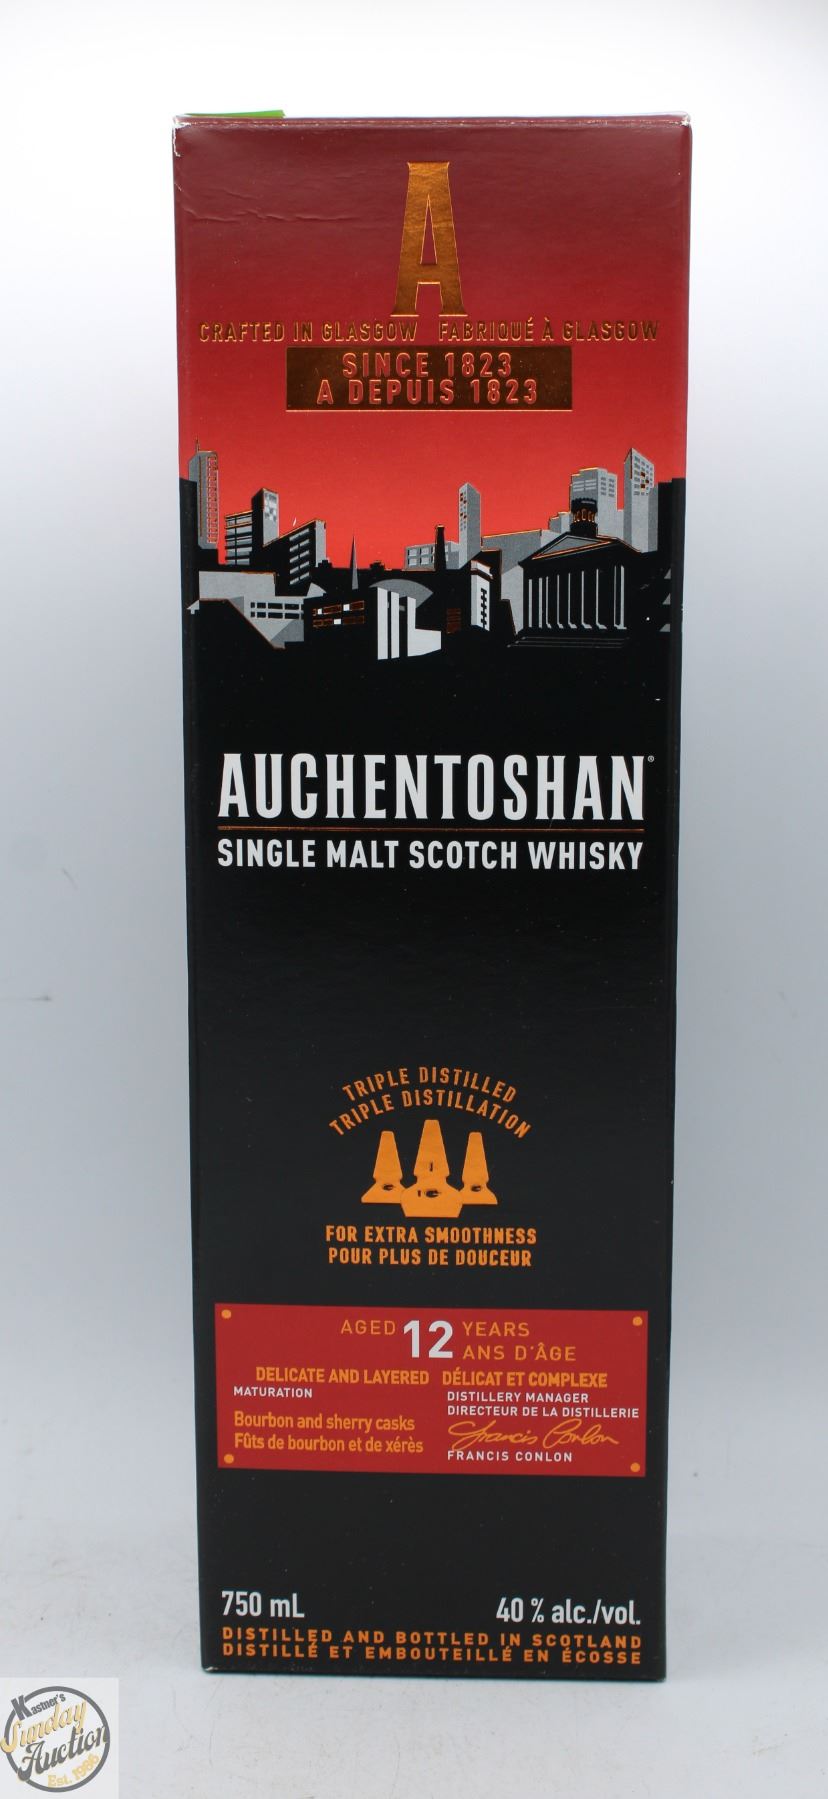 A
CRAFTED IN GLASGOW FABRIQUÉ À GLASGOW
SINCE 1823
A DEPUIS 1823
AUCHENTOSHAN®
SINGLE MALT SCOTCH WHISKY
TRIPLE DISTILLED
TRIPLE DISTILLATION
FOR EXTRA SMOOTHNESS
POUR PLUS DE DOUCEUR
AGED 12 YEARS
ANS D'ÂGE
DELICATE AND LAYERED DÉLICAT ET COMPLEXE
MATURATION
Bourbon and sherry casks
Fûts de bourbon et de xérès
DISTILLERY MANAGER
DIRECTEUR DE LA DISTILLERIE
Francis Conlon
FRANCIS CONLON
750 mL 40 % alc./vol.
DISTILLED AND BOTTLED IN SCOTLAND
DISTILLÉ ET EMBOUTEILLÉ EN ÉCOSSE
Kastner's
Sunday
Auction
Est. 1986